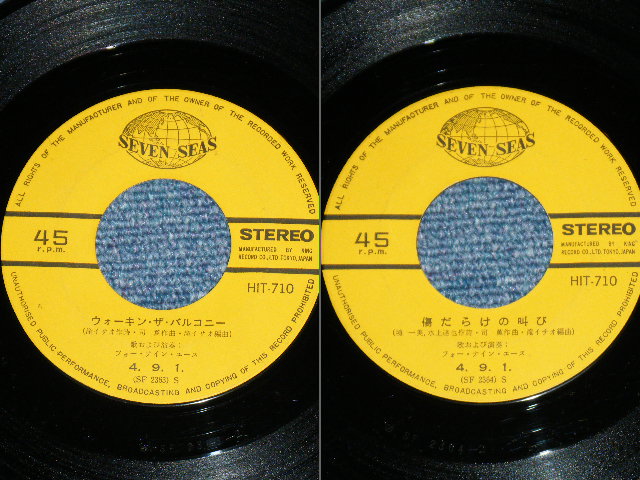 ALL RIGHTS OF THE MANUFACTURER AND OF THE OWNER OF THE RECORDED WORK RESERVED
SEVEN SEAS
45
r.p.m.
STEREO
MANUFACTURED BY KING
RECORD CO.,LTD. TOKYO,JAPAN
HIT-710
ウォーキン・ザ・バルコニー
歌および演奏:
フォー・ナイン・エース
4. 9. 1.
(SF 2363) S
UNAUTHORISED PUBLIC PERFORMANCE, BROADCASTING AND COPYING OF THIS RECORD PROHIBITED
ALL RIGHTS OF THE MANUFACTURER AND OF THE OWNER OF THE RECORDED WORK RESERVED
SEVEN SEAS
45
r.p.m.
STEREO
MANUFACTURED BY KING
RECORD CO.,LTD. TOKYO,JAPAN
HIT-710
傷だらけの叫び
歌および演奏:
フォー・ナイン・エース
4. 9. 1.
(SF 2364) S
UNAUTHORISED PUBLIC PERFORMANCE, BROADCASTING AND COPYING OF THIS RECORD PROHIBITED